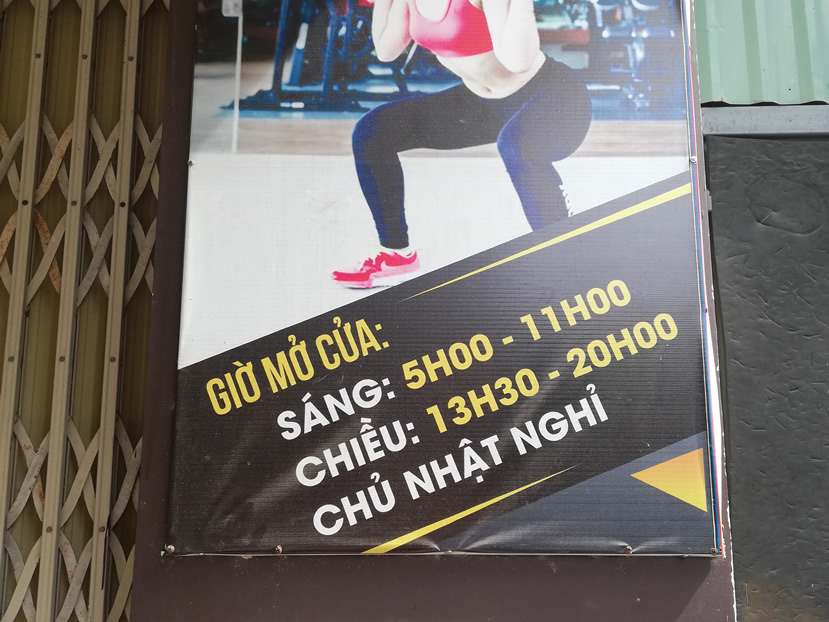 GIỜ MỞ CỬA:
SÁNG: 5H00 - 11H00
CHIỀU: 13H30 - 20H00
CHỦ NHẬT NGHỈ